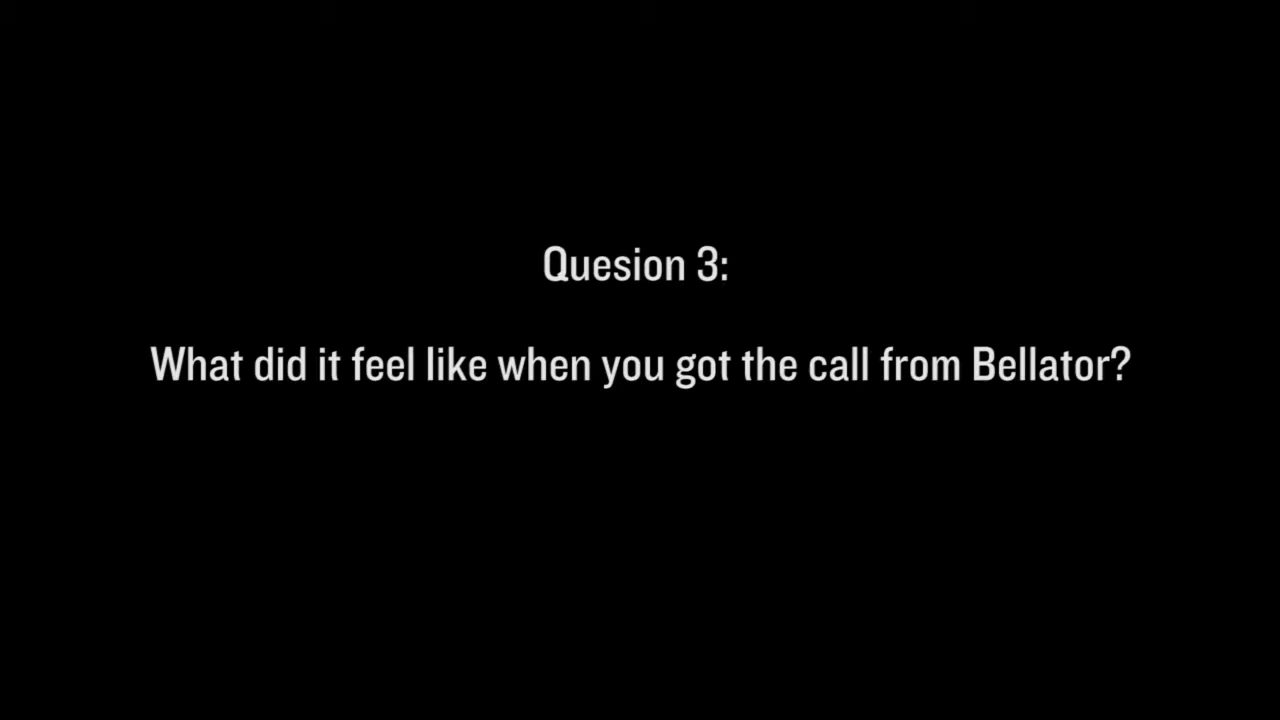 Quesion 3:
What did it feel like when you got the call from Bellator?